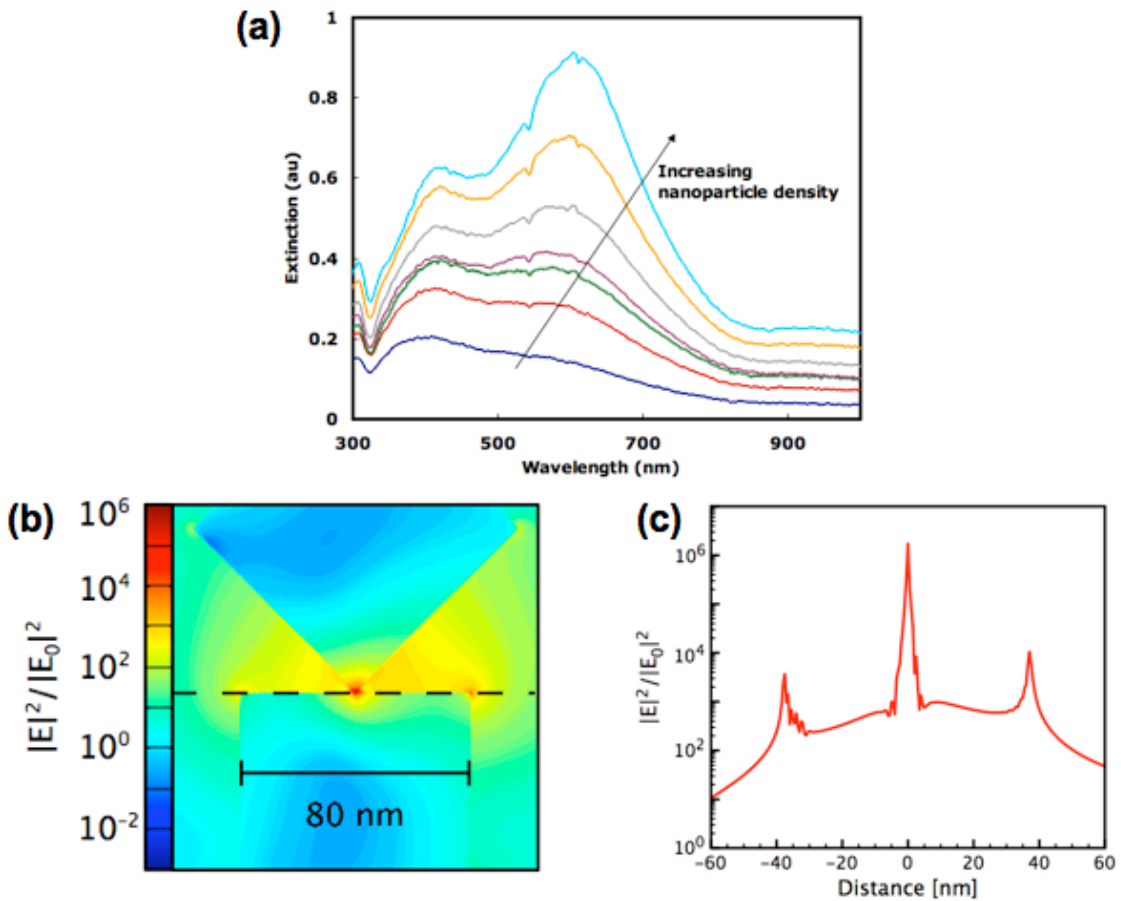 (a)
1
0.8
0.6
0.4
0.2
0
Extinction (au)
Increasing
nanoparticle density
300 500 700 900
Wavelength (nm)
(b)
10^6
10^4
10^2
10^0
10^-2
|E|^2/|E_0|^2
80 nm
(c)
10^6
10^4
10^2
10^0
|E|^2/|E_0|^2
-60 -40 -20 0 20 40 60
Distance [nm]